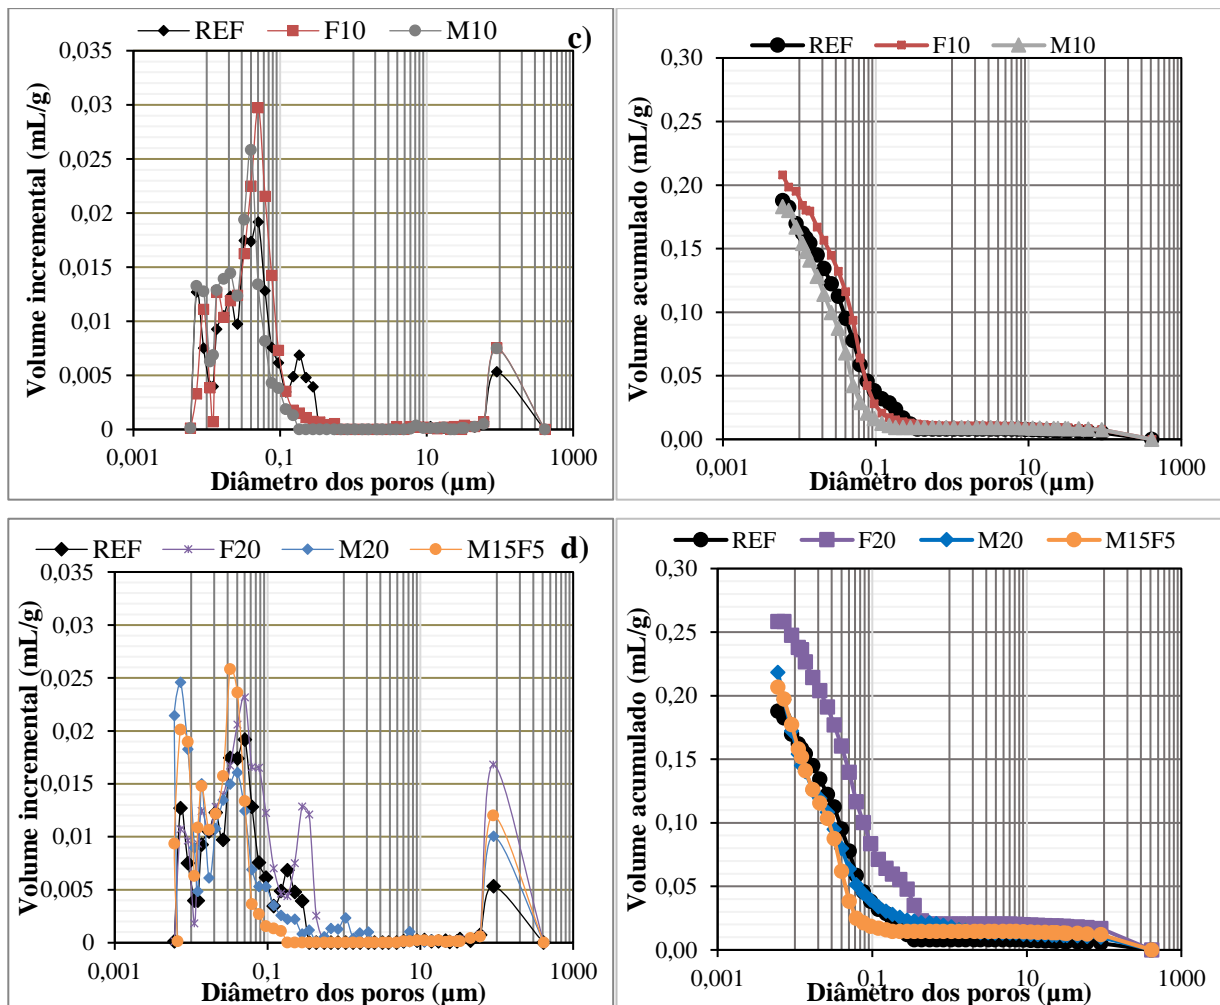 REF F10 M10 c)
Volume incremental (mL/g)
0,035
0,03
0,025
0,02
0,015
0,01
0,005
0
0,001 0,1 10 1000
Diâmetro dos poros (µm)
REF F10 M10
Volume acumulado (mL/g)
0,30
0,25
0,20
0,15
0,10
0,05
0,00
0,001 0,1 10 1000
Diâmetro dos poros (µm)
REF F20 M20 M15F5 d)
Volume incremental (mL/g)
0,035
0,03
0,025
0,02
0,015
0,01
0,005
0
0,001 0,1 10 1000
Diâmetro dos poros (µm)
REF F20 M20 M15F5
Volume acumulado (mL/g)
0,30
0,25
0,20
0,15
0,10
0,05
0,00
0,001 0,1 10 1000
Diâmetro dos poros (µm)